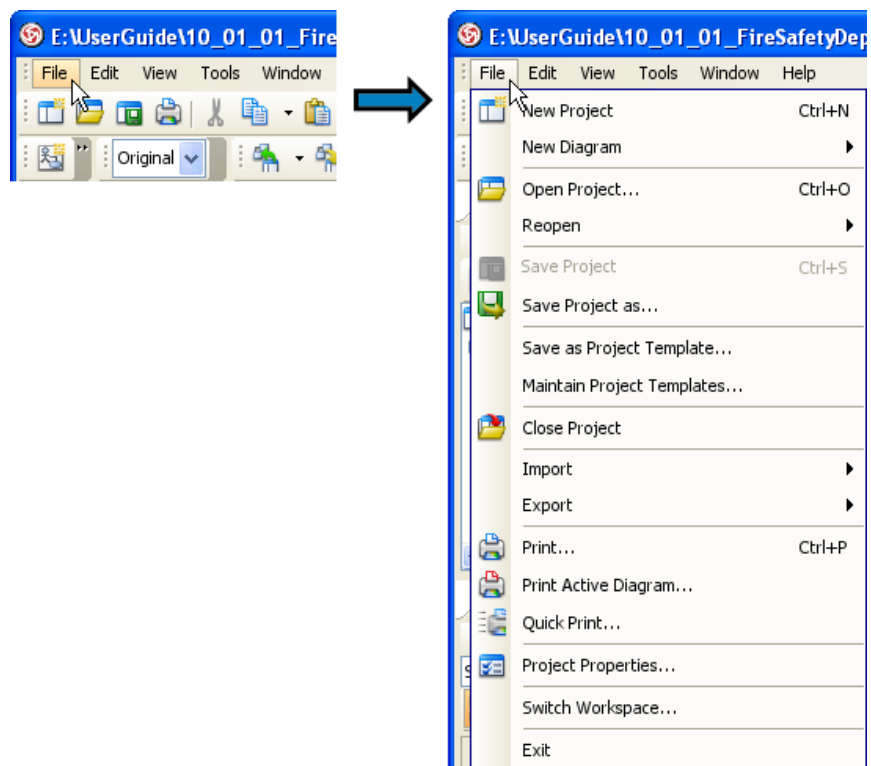 E:\UserGuide\10_01_01_Fire
File Edit View Tools Window
Original
E:\UserGuide\10_01_01_FireSafetyDep
File Edit View Tools Window Help
New Project Ctrl+N
New Diagram
Open Project... Ctrl+O
Reopen
Save Project Ctrl+S
Save Project as...
Save as Project Template...
Maintain Project Templates...
Close Project
Import
Export
Print... Ctrl+P
Print Active Diagram...
Quick Print...
Project Properties...
Switch Workspace...
Exit